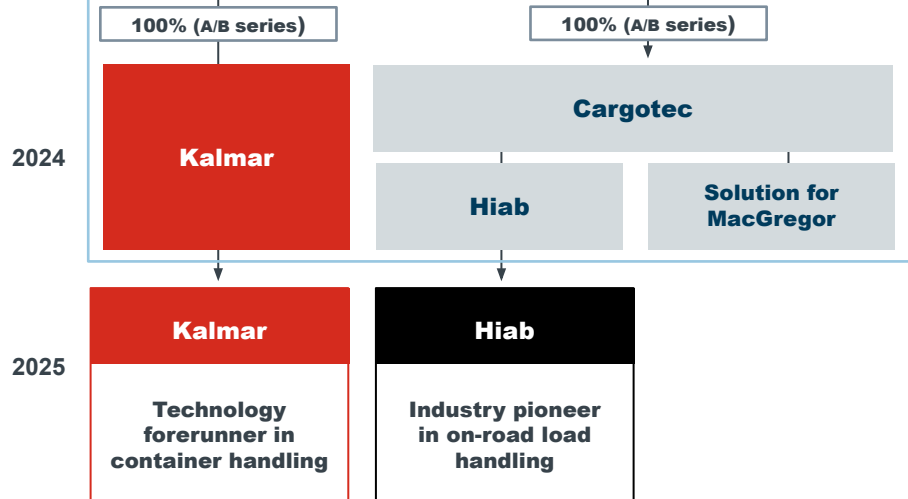 100% (A/B series)
100% (A/B series)
Cargotec
2024
Kalmar
Hiab
Solution for
MacGregor
Kalmar
Hiab
2025
Technology
forerunner in
container handling
Industry pioneer
in on-road load
handling